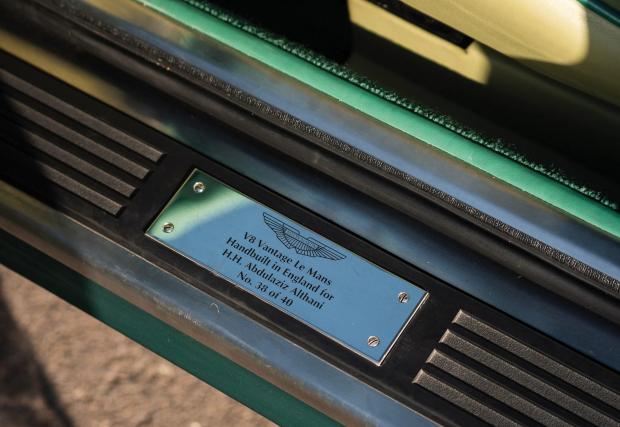 V8 Vantage Le Mans
Handbuilt in England for
H.H. Abdulaziz Althani
No. 38 of 40